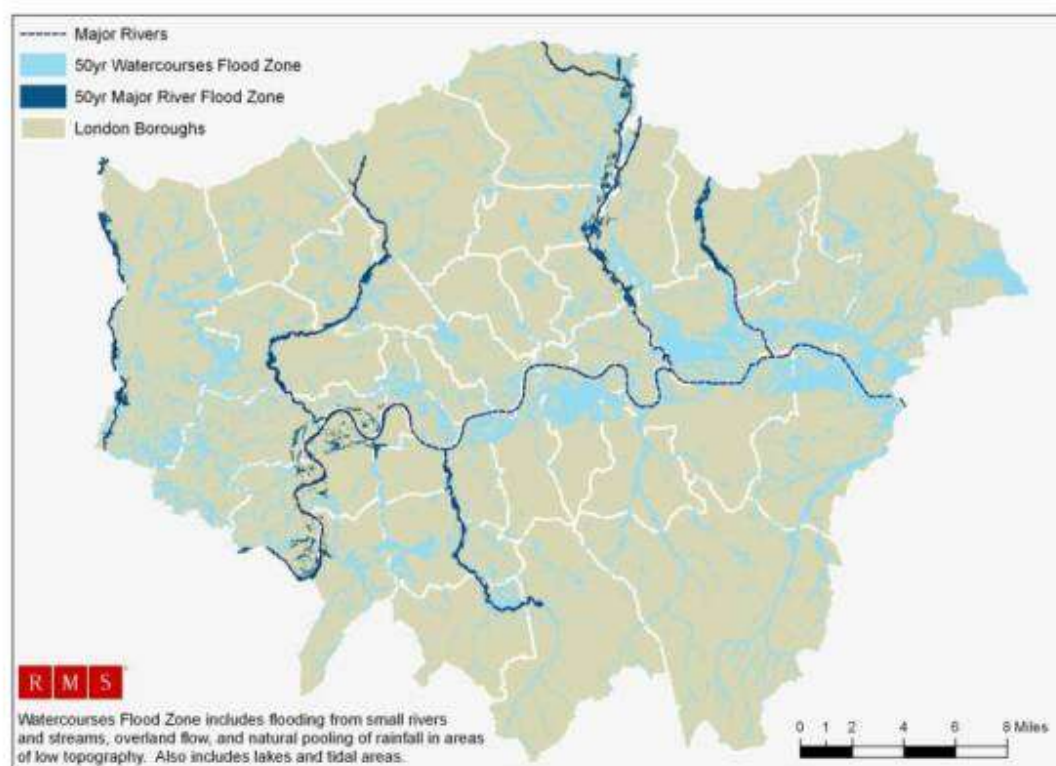 Major Rivers
50yr Watercourses Flood Zone
50yr Major River Flood Zone
London Boroughs
R M S
Watercourses Flood Zone includes flooding from small rivers
and streams, overland flow, and natural pooling of rainfall in areas
of low topography. Also includes lakes and tidal areas.
0 1 2 4 6 8 Miles